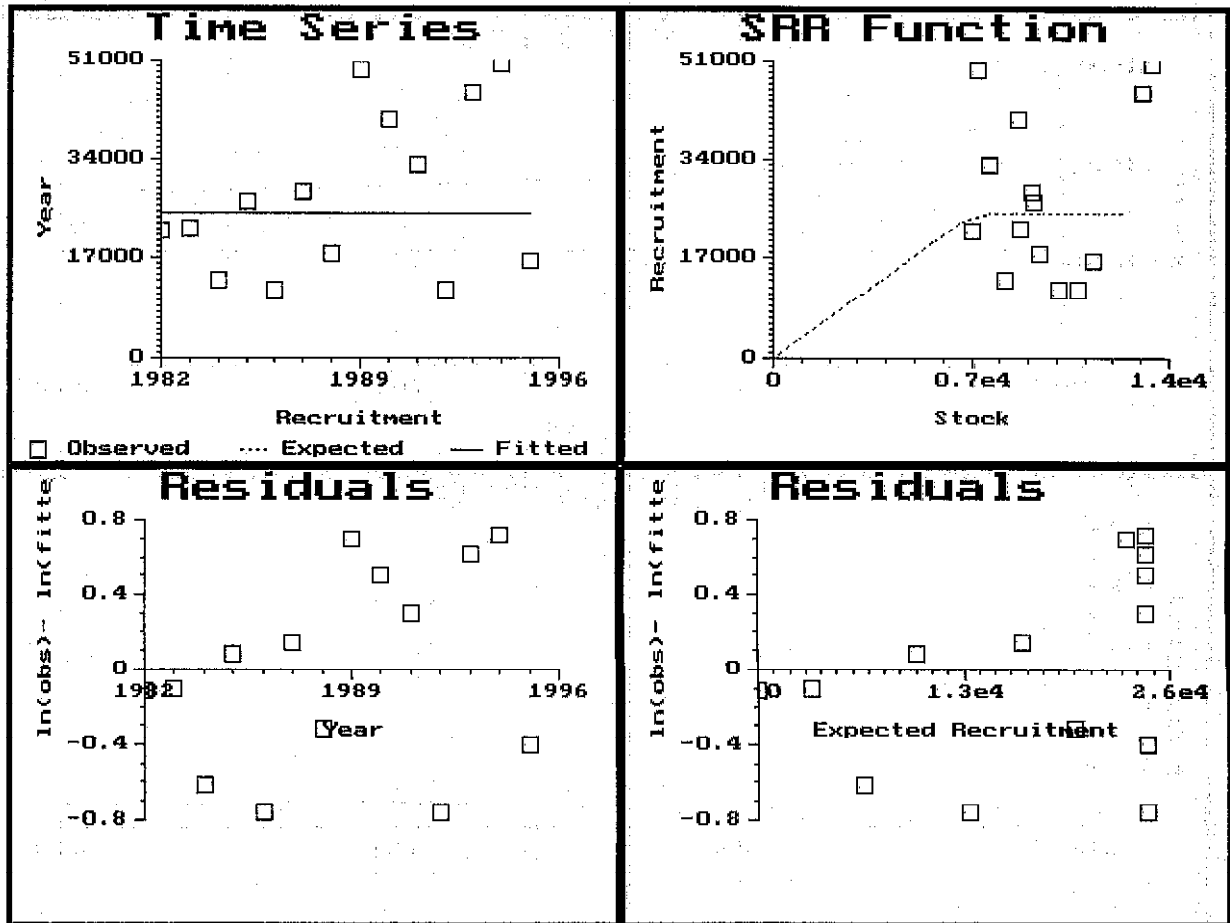 Time Series
51000
34000
17000
0
Year
1982 1989 1996
Recruitment
Observed Expected Fitted
SRR Function
51000
34000
17000
0
Recruitment
0 0.7e4 1.4e4
Stock
Residuals
ln(obs)- ln(fitte
0.8
0.4
0
-0.4
-0.8
1982 1989 1996
Year
Residuals
ln(obs)- ln(fitte
0.8
0.4
0
-0.4
-0.8
0 1.3e4 2.6e4
Expected Recruitment